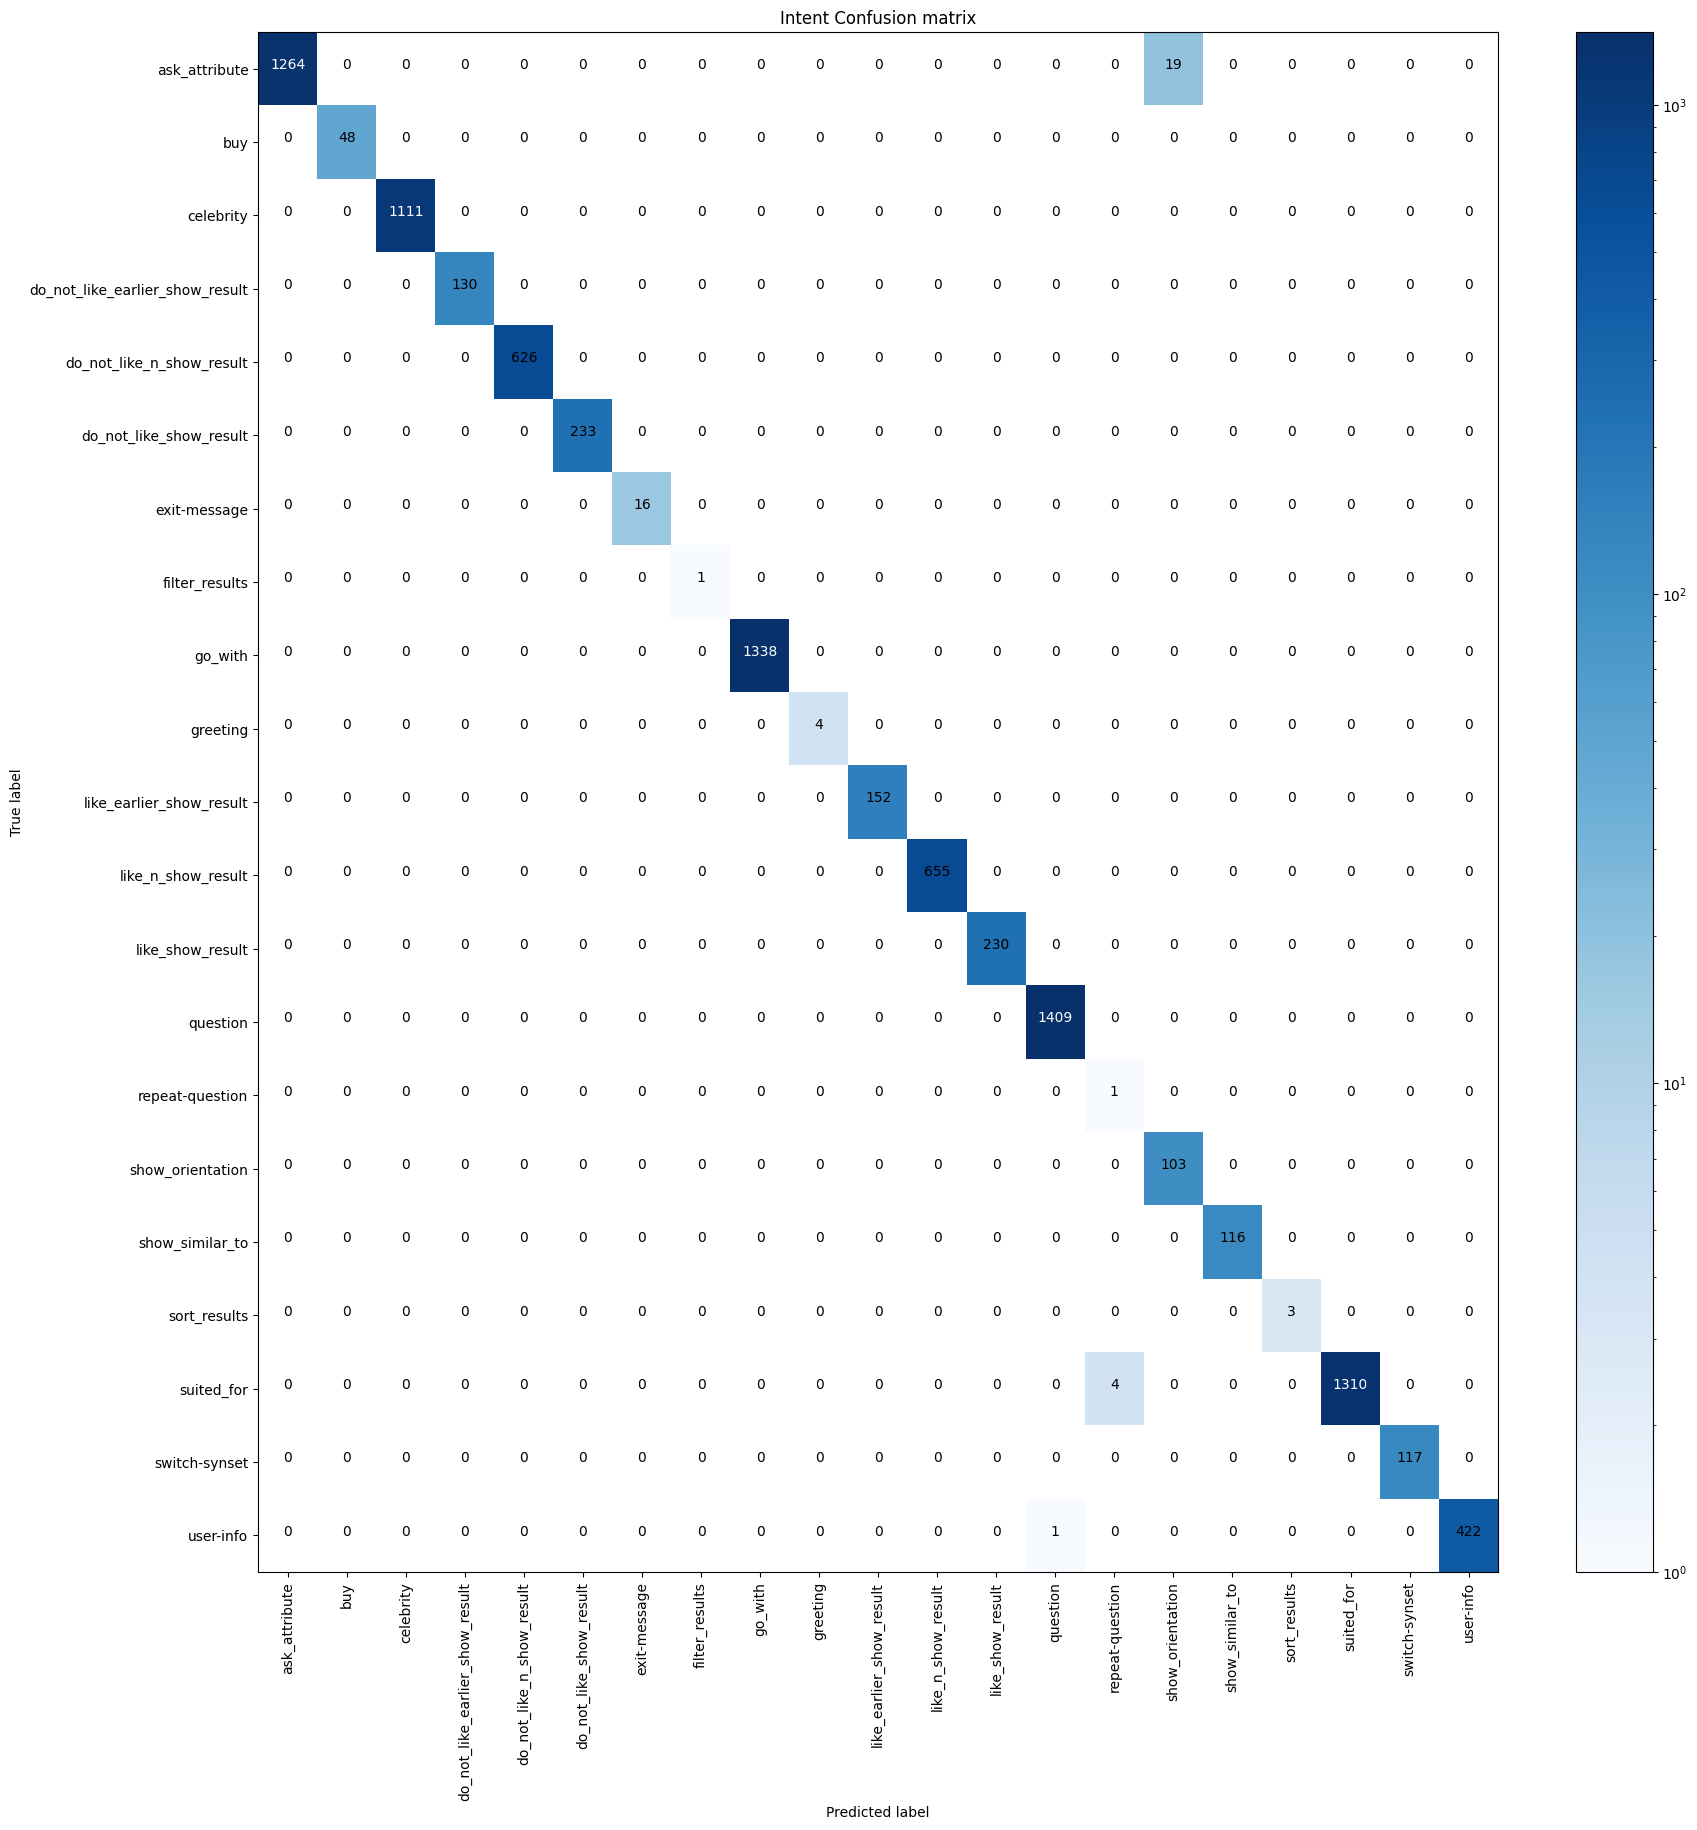 Intent Confusion matrix
ask_attribute 1264 0 0 0 0 0 0 0 0 0 0 0 0 0 0 19 0 0 0 0 0
buy 0 48 0 0 0 0 0 0 0 0 0 0 0 0 0 0 0 0 0 0 0
celebrity 0 0 1111 0 0 0 0 0 0 0 0 0 0 0 0 0 0 0 0 0 0
do_not_like_earlier_show_result 0 0 0 130 0 0 0 0 0 0 0 0 0 0 0 0 0 0 0 0 0
do_not_like_n_show_result 0 0 0 0 626 0 0 0 0 0 0 0 0 0 0 0 0 0 0 0 0
do_not_like_show_result 0 0 0 0 0 233 0 0 0 0 0 0 0 0 0 0 0 0 0 0 0
exit-message 0 0 0 0 0 0 16 0 0 0 0 0 0 0 0 0 0 0 0 0 0
filter_results 0 0 0 0 0 0 0 1 0 0 0 0 0 0 0 0 0 0 0 0 0
go_with 0 0 0 0 0 0 0 0 1338 0 0 0 0 0 0 0 0 0 0 0 0
greeting 0 0 0 0 0 0 0 0 0 4 0 0 0 0 0 0 0 0 0 0 0
like_earlier_show_result 0 0 0 0 0 0 0 0 0 0 152 0 0 0 0 0 0 0 0 0 0
like_n_show_result 0 0 0 0 0 0 0 0 0 0 0 655 0 0 0 0 0 0 0 0 0
like_show_result 0 0 0 0 0 0 0 0 0 0 0 0 230 0 0 0 0 0 0 0 0
question 0 0 0 0 0 0 0 0 0 0 0 0 0 1409 0 0 0 0 0 0 0
repeat-question 0 0 0 0 0 0 0 0 0 0 0 0 0 0 1 0 0 0 0 0 0
show_orientation 0 0 0 0 0 0 0 0 0 0 0 0 0 0 0 103 0 0 0 0 0
show_similar_to 0 0 0 0 0 0 0 0 0 0 0 0 0 0 0 0 116 0 0 0 0
sort_results 0 0 0 0 0 0 0 0 0 0 0 0 0 0 0 0 0 3 0 0 0
suited_for 0 0 0 0 0 0 0 0 0 0 0 0 0 0 4 0 0 0 1310 0 0
switch-synset 0 0 0 0 0 0 0 0 0 0 0 0 0 0 0 0 0 0 0 117 0
user-info 0 0 0 0 0 0 0 0 0 0 0 0 0 1 0 0 0 0 0 0 422
True label
ask_attribute
buy
celebrity
do_not_like_earlier_show_result
do_not_like_n_show_result
do_not_like_show_result
exit-message
filter_results
go_with
greeting
like_earlier_show_result
like_n_show_result
like_show_result
question
repeat-question
show_orientation
show_similar_to
sort_results
suited_for
switch-synset
user-info
Predicted label
10³
10²
10¹
10⁰